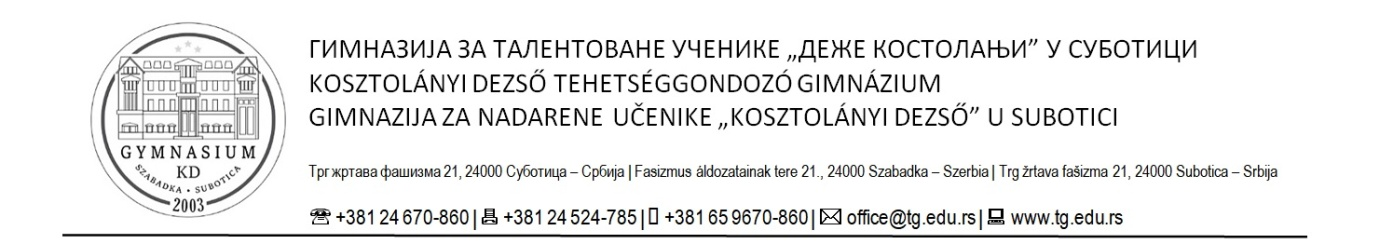 GYMNASIUM
KD
SZABADKA • SUBOTICA
2003
ГИМНАЗИЈА ЗА ТАЛЕНТОВАНЕ УЧЕНИКЕ „ДЕЖЕ КОСТОЛАЊИ” У СУБОТИЦИ
KOSZTOLÁNYI DEZSŐ TEHETSÉGGONDOZÓ GIMNÁZIUM
GIMNAZIJA ZA NADARENE UČENIKE „KOSZTOLÁNYI DEZSŐ” U SUBOTICI
Трг жртава фашизма 21, 24000 Суботица – Србија | Fasizmus áldozatainak tere 21., 24000 Szabadka – Szerbia | Trg žrtava fašizma 21, 24000 Subotica – Srbija
☎ +381 24 670-860 | +381 24 524-785 | +381 65 9670-860 | office@tg.edu.rs | www.tg.edu.rs